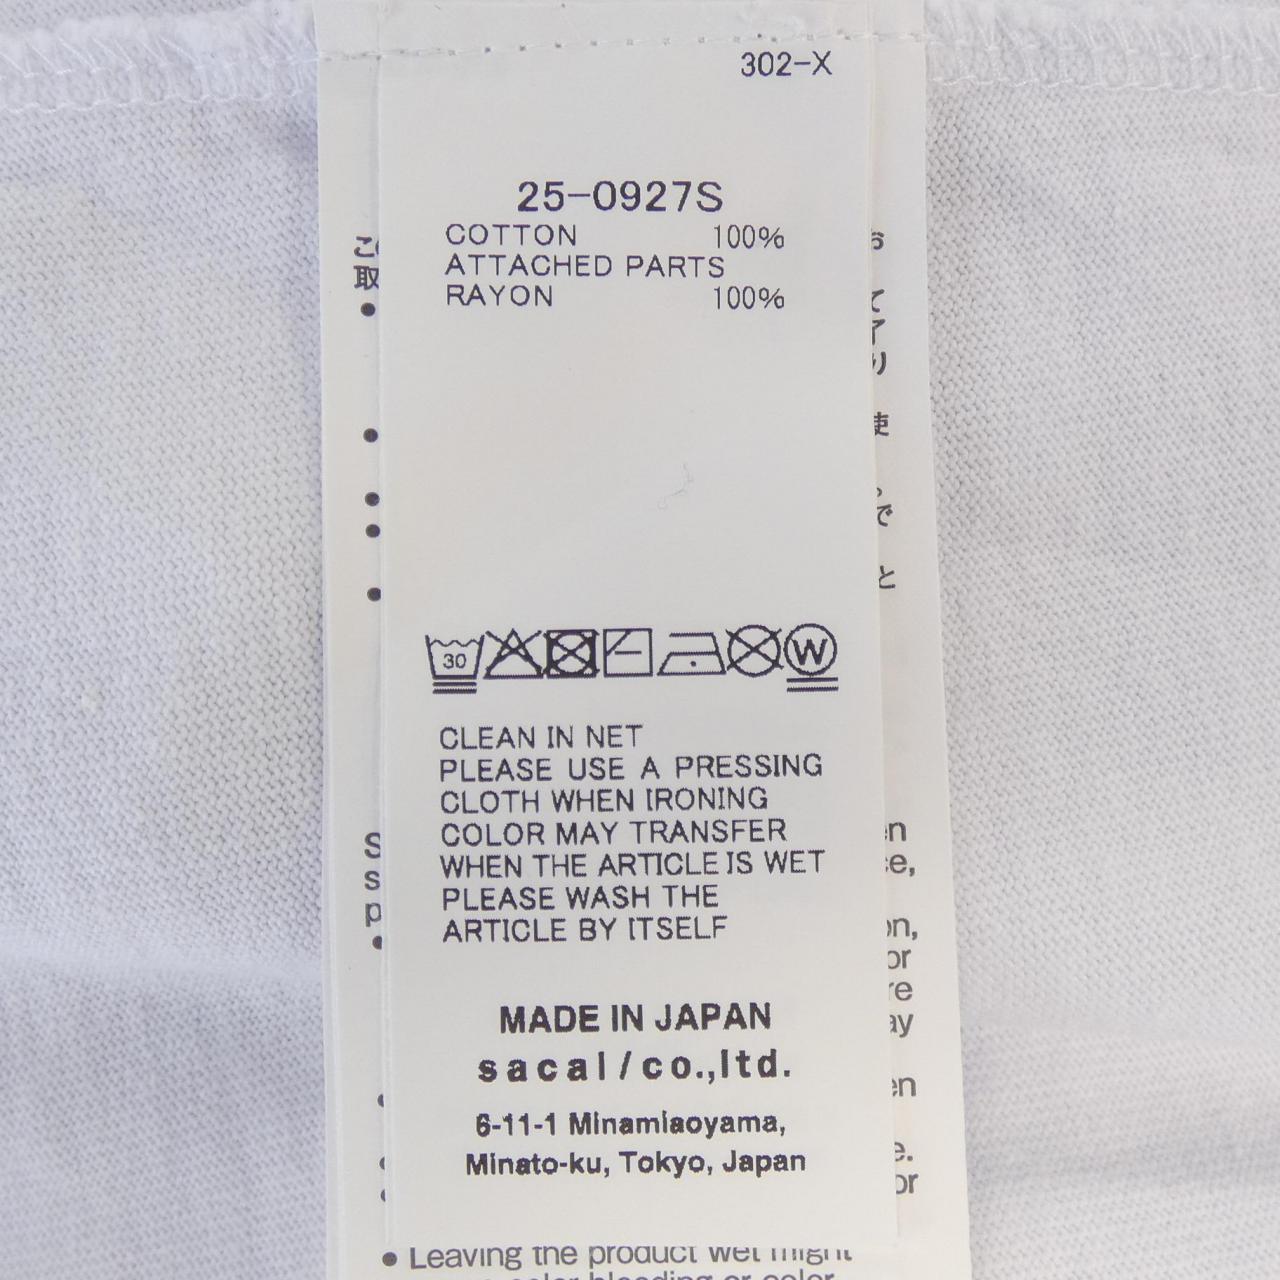 302-X
25-0927S
COTTON 100%
ATTACHED PARTS
RAYON 100%
30
W
CLEAN IN NET
PLEASE USE A PRESSING
CLOTH WHEN IRONING
COLOR MAY TRANSFER
WHEN THE ARTICLE IS WET
PLEASE WASH THE
ARTICLE BY ITSELF
MADE IN JAPAN
sacai/co.,ltd.
6-11-1 Minamiaoyama,
Minato-ku, Tokyo, Japan
● Leaving the product wet might